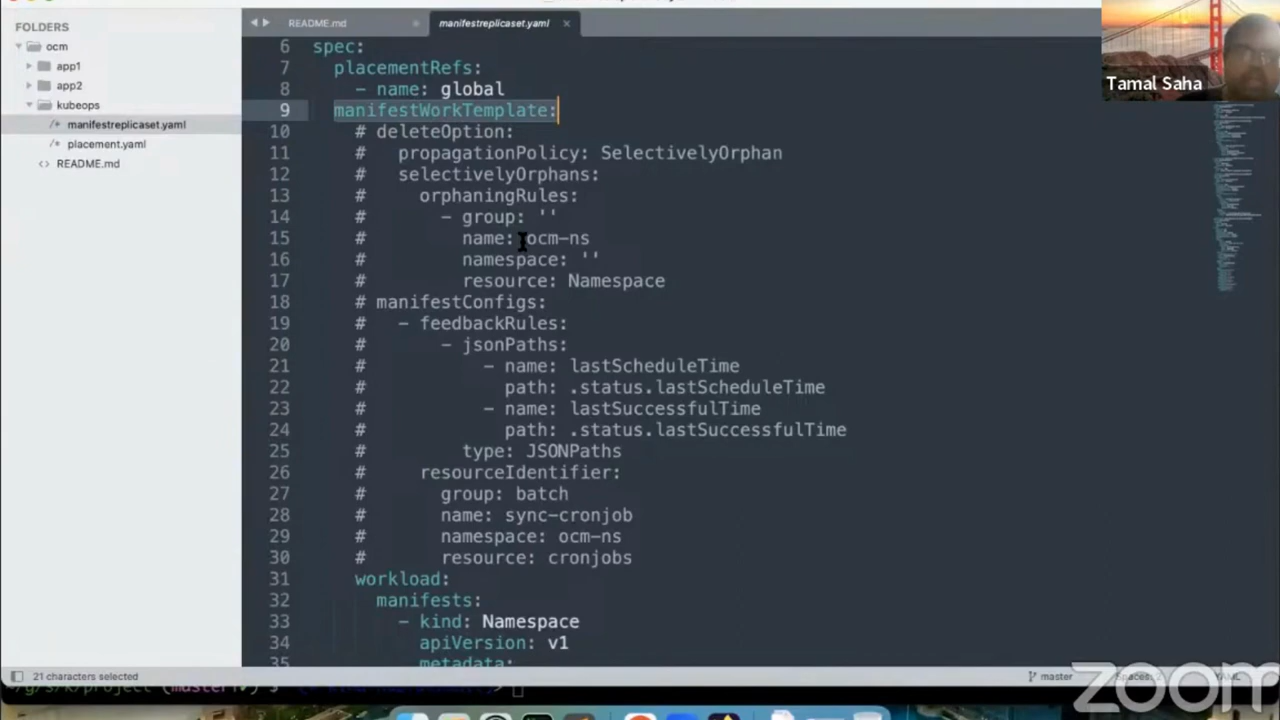 FOLDERS
ocm
app1
app2
kubeops
/* manifestreplicaset.yaml
/* placement.yaml
<> README.md
README.md
manifestreplicaset.yaml ×
Tamal Saha
6 spec:
7 placementRefs:
8 - name: global
9 manifestWorkTemplate:
10 # deleteOption:
11 # propagationPolicy: SelectivelyOrphan
12 # selectivelyOrphans:
13 # orphaningRules:
14 # - group: ''
15 # name: ocm-ns
16 # namespace: ''
17 # resource: Namespace
18 # manifestConfigs:
19 # - feedbackRules:
20 # - jsonPaths:
21 # - name: lastScheduleTime
22 # path: .status.lastScheduleTime
23 # - name: lastSuccessfulTime
24 # path: .status.lastSuccessfulTime
25 # type: JSONPaths
26 # resourceIdentifier:
27 # group: batch
28 # name: sync-cronjob
29 # namespace: ocm-ns
30 # resource: cronjobs
31 workload:
32 manifests:
33 - kind: Namespace
34 apiVersion: v1
35 metadata:
21 characters selected
master
zoom